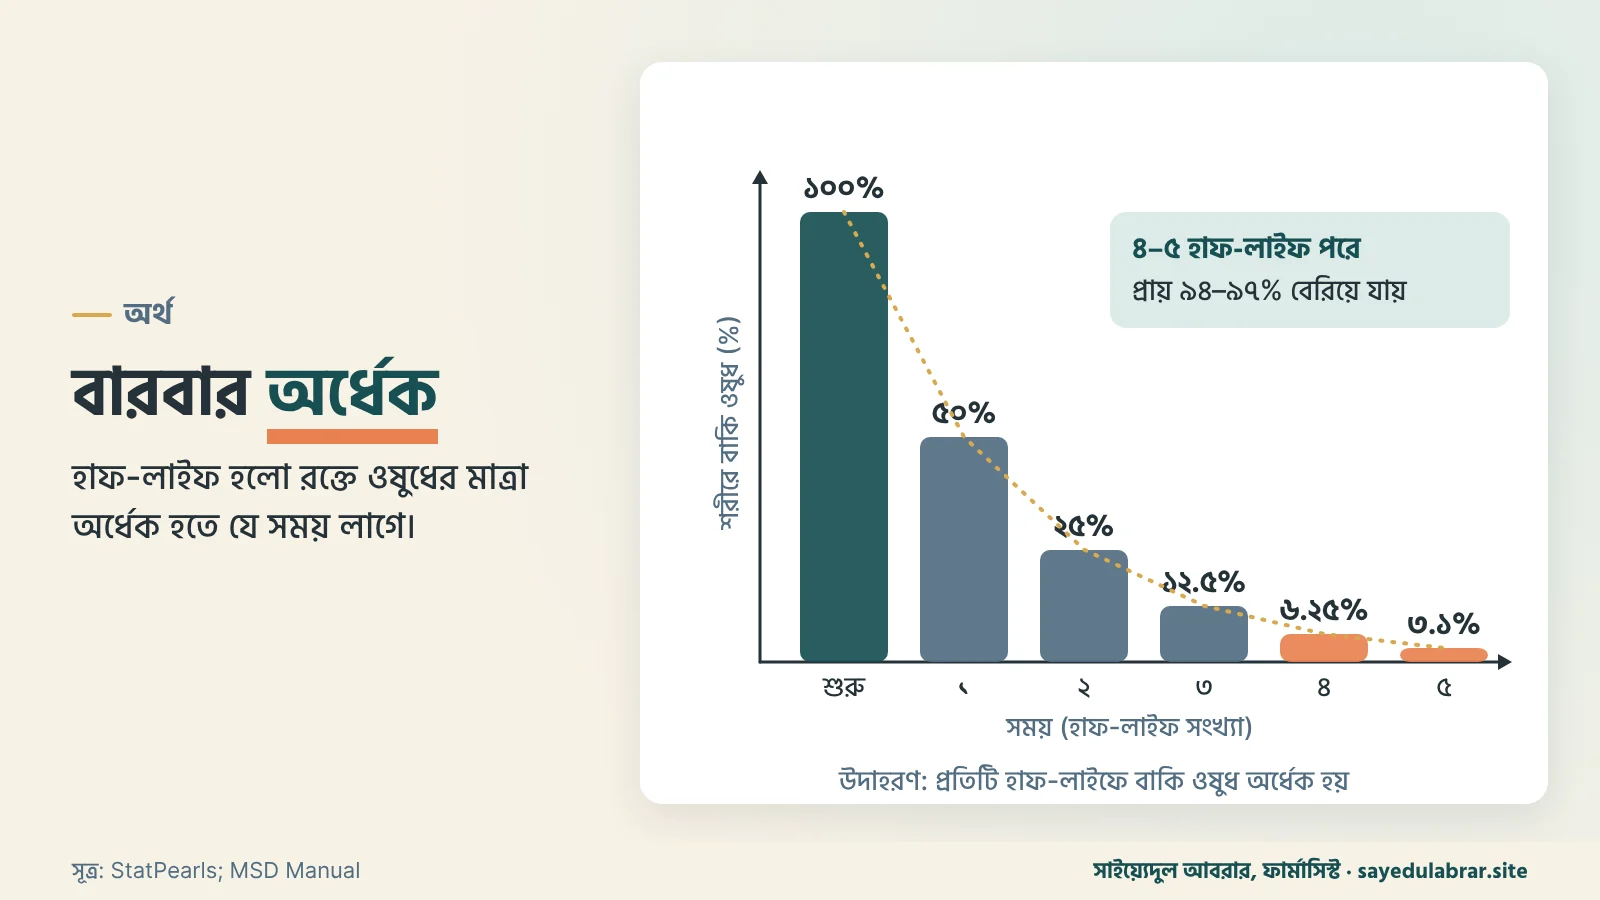 অর্থ
বারবার অর্ধেক
হাফ-লাইফ হলো রক্তে ওষুধের মাত্রা
অর্ধেক হতে যে সময় লাগে।
শরীরে বাকি ওষুধ (%)
১০০%
৫০%
২৫%
১২.৫%
৬.২৫%
৩.১%
৪–৫ হাফ-লাইফ পরে
প্রায় ৯৪–৯৭% বেরিয়ে যায়
শুরু ১ ২ ৩ ৪ ৫
সময় (হাফ-লাইফ সংখ্যা)
উদাহরণ: প্রতিটি হাফ-লাইফে বাকি ওষুধ অর্ধেক হয়
সূত্র: StatPearls; MSD Manual
সাইয়্যেদুল আবরার, ফার্মাসিস্ট · sayedulabrar.site